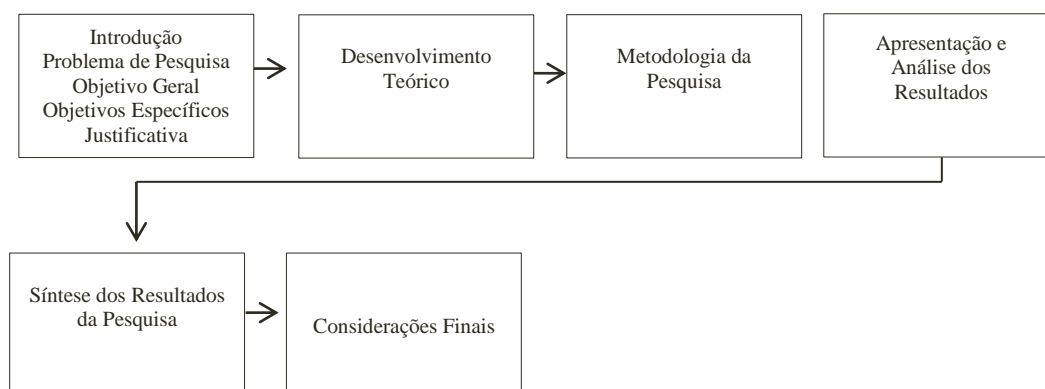 Introdução
Problema de Pesquisa
Objetivo Geral
Objetivos Específicos
Justificativa
Desenvolvimento
Teórico
Metodologia da
Pesquisa
Apresentação e
Análise dos
Resultados
Síntese dos Resultados
da Pesquisa
Considerações Finais